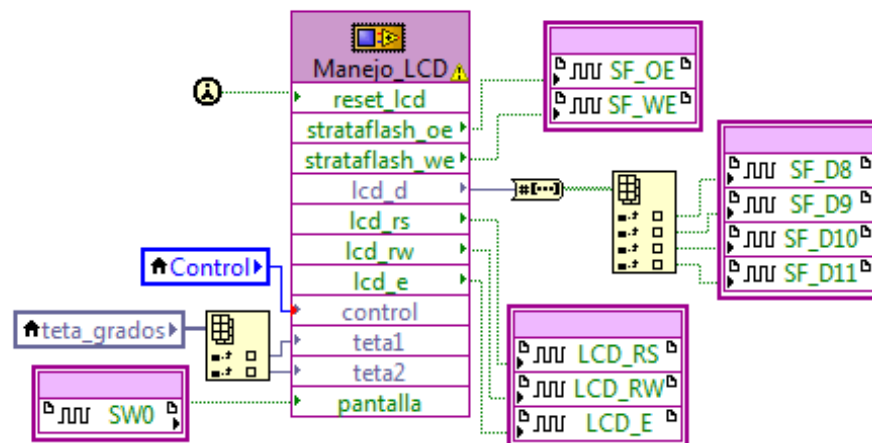 Manejo_LCD
reset_lcd
strataflash_oe
strataflash_we
lcd_d
lcd_rs
lcd_rw
lcd_e
control
teta1
teta2
pantalla
Control
teta_grados
SW0
SF_OE
SF_WE
#[...]
SF_D8
SF_D9
SF_D10
SF_D11
LCD_RS
LCD_RW
LCD_E